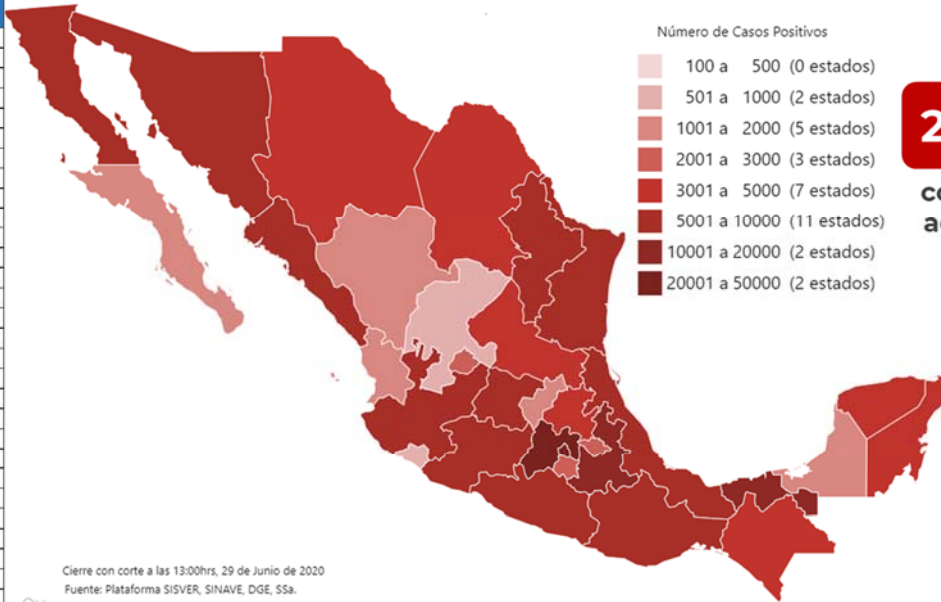 Número de Casos Positivos
100 a 500 (0 estados)
501 a 1000 (2 estados)
1001 a 2000 (5 estados)
2001 a 3000 (3 estados)
3001 a 5000 (7 estados)
5001 a 10000 (11 estados)
10001 a 20000 (2 estados)
20001 a 50000 (2 estados)
2
co
Cierre con corte a las 13:00hrs, 29 de Junio de 2020
Fuente: Plataforma SISVER, SINAVE, DGE, SSa.